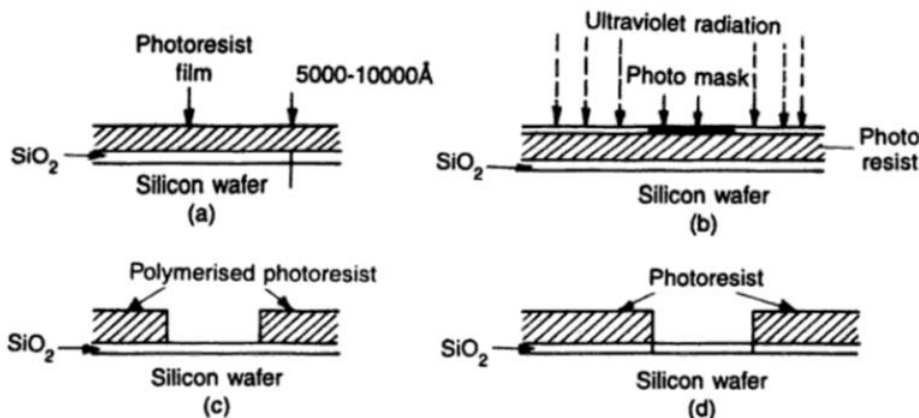 Photoresist
film
5000-10000Å
SiO₂
Silicon wafer
(a)
Ultraviolet radiation
Photo mask
Photo
resist
SiO₂
Silicon wafer
(b)
Polymerised photoresist
SiO₂
Silicon wafer
(c)
Photoresist
SiO₂
Silicon wafer
(d)